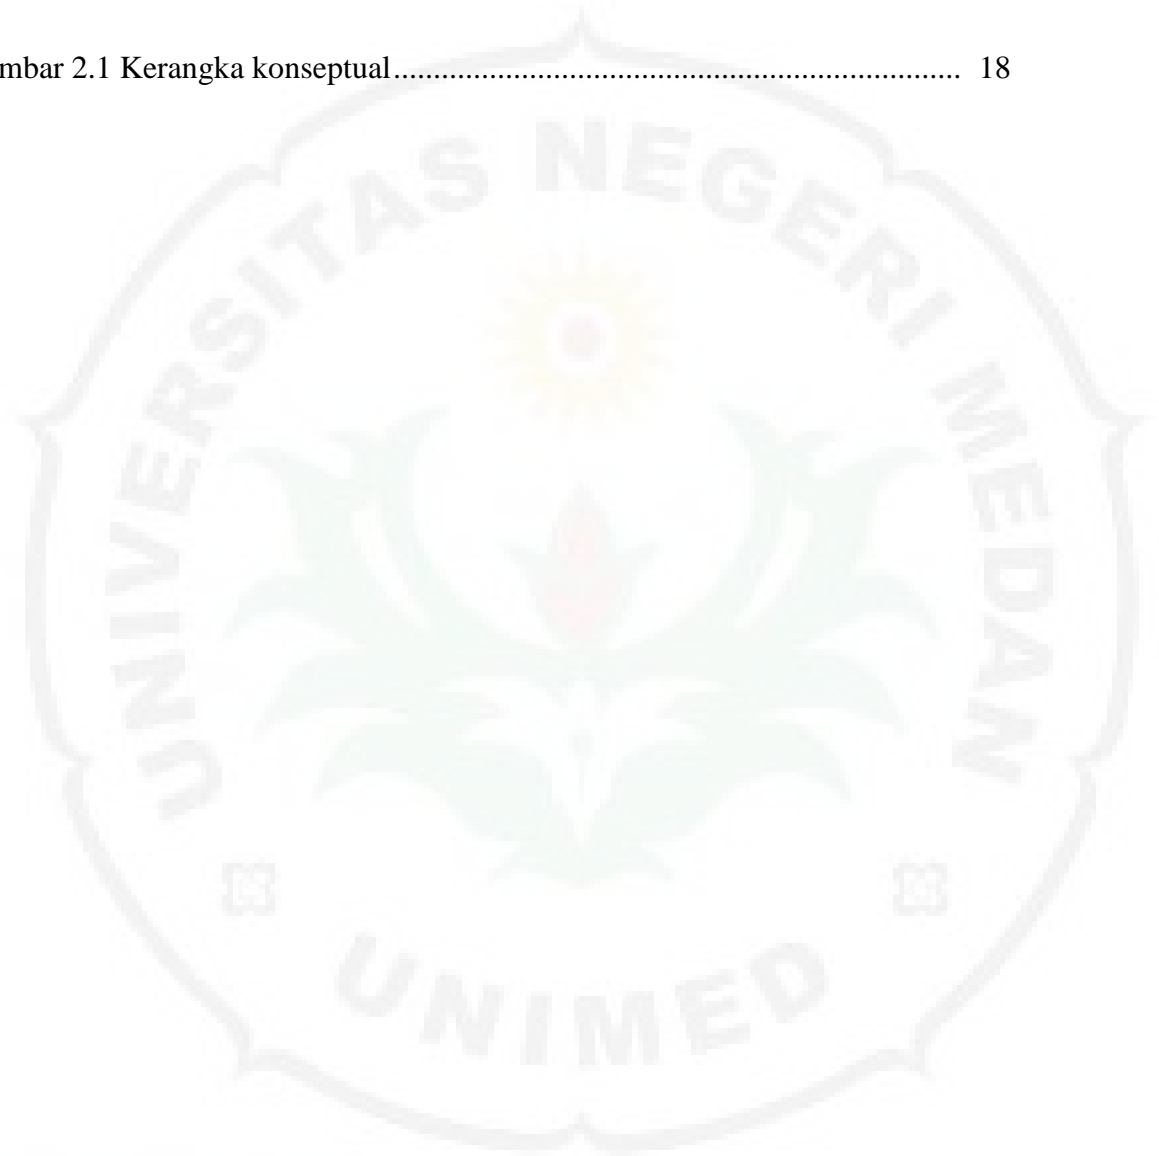 mbar 2.1 Kerangka konseptual....................................................................... 18
UNIVERSITAS NEGERI MEDAN
UNIMED